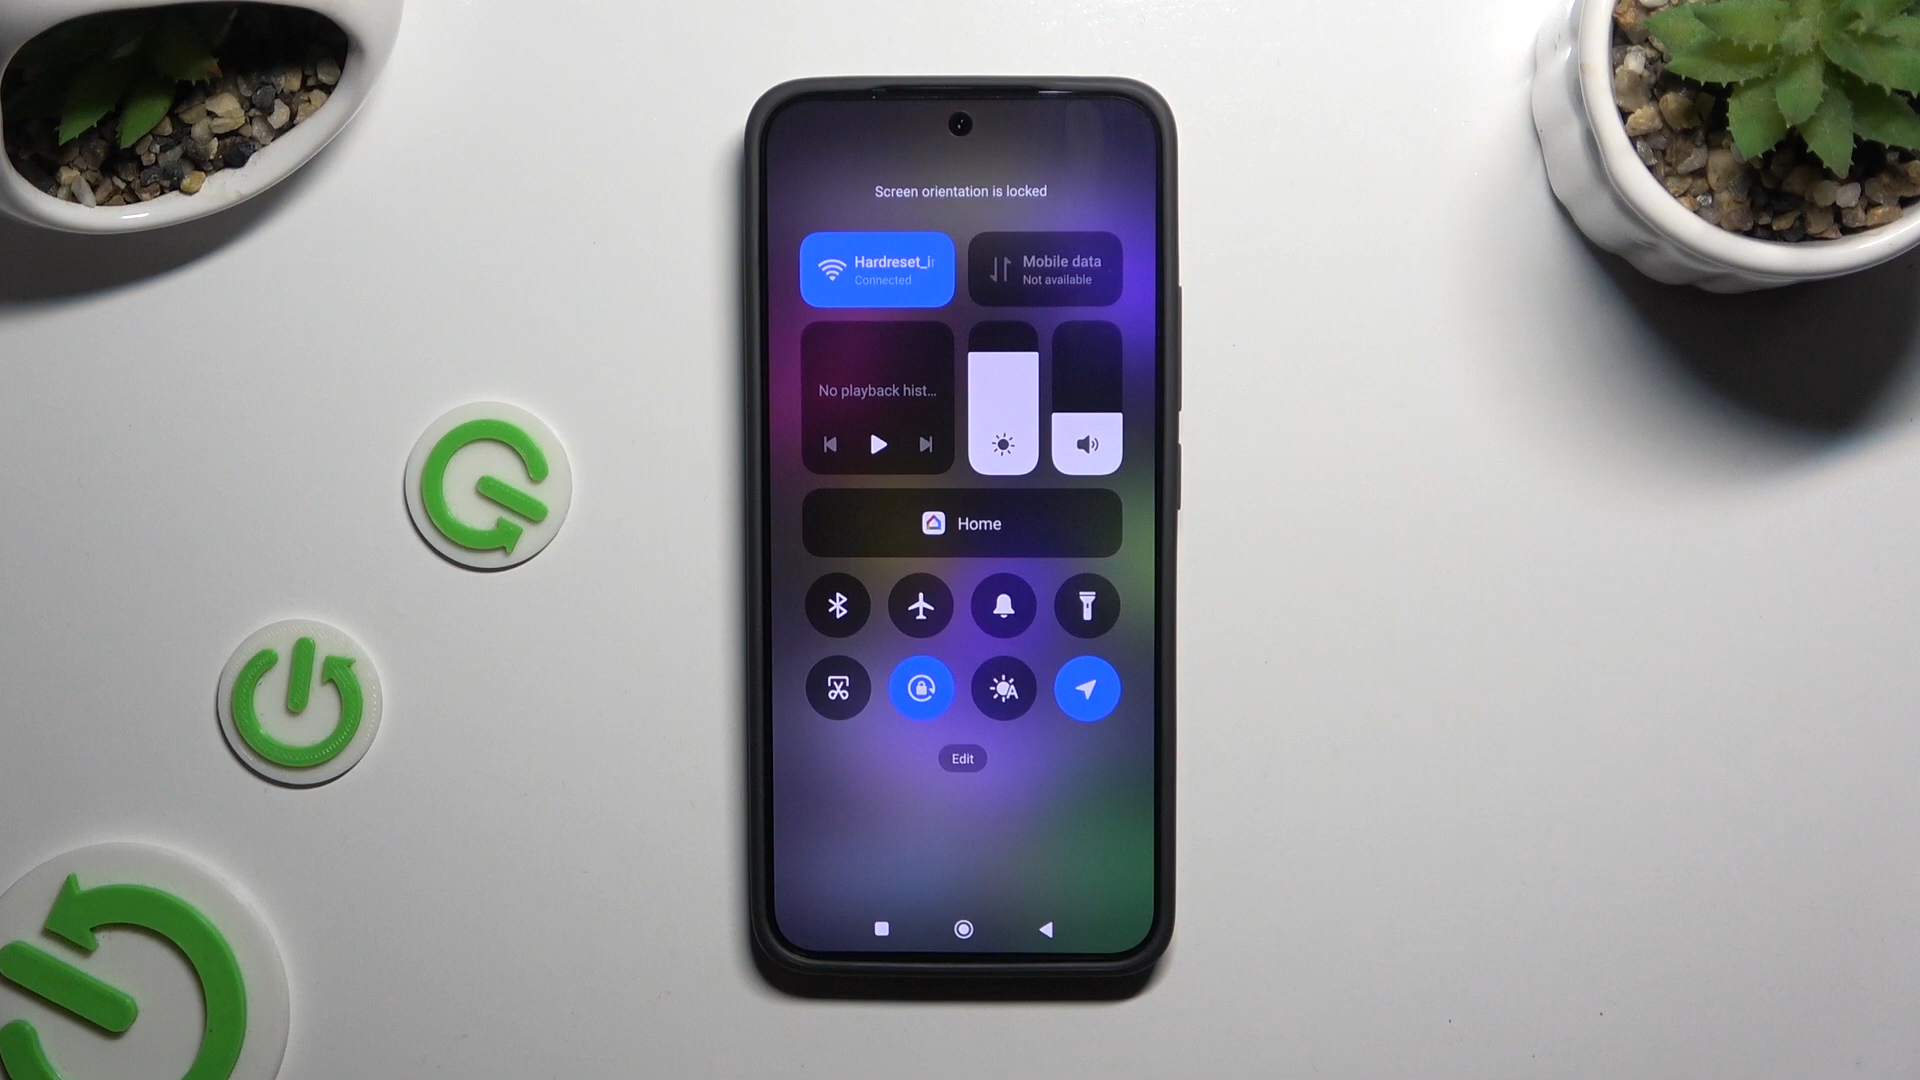 Screen orientation is locked
Hardreset_i
Connected
Mobile data
Not available
No playback hist...
Home
A
Edit